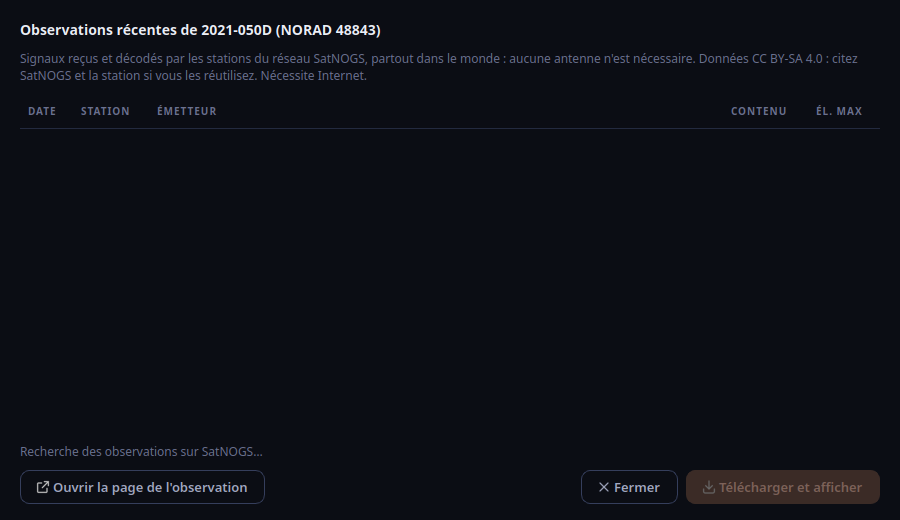 Observations récentes de 2021-050D (NORAD 48843)
Signaux reçus et décodés par les stations du réseau SatNOGS, partout dans le monde : aucune antenne n'est nécessaire. Données CC BY-SA 4.0 : citez
SatNOGS et la station si vous les réutilisez. Nécessite Internet.
DATE STATION ÉMETTEUR CONTENU ÉL. MAX
Recherche des observations sur SatNOGS...
Ouvrir la page de l'observation Fermer Télécharger et afficher